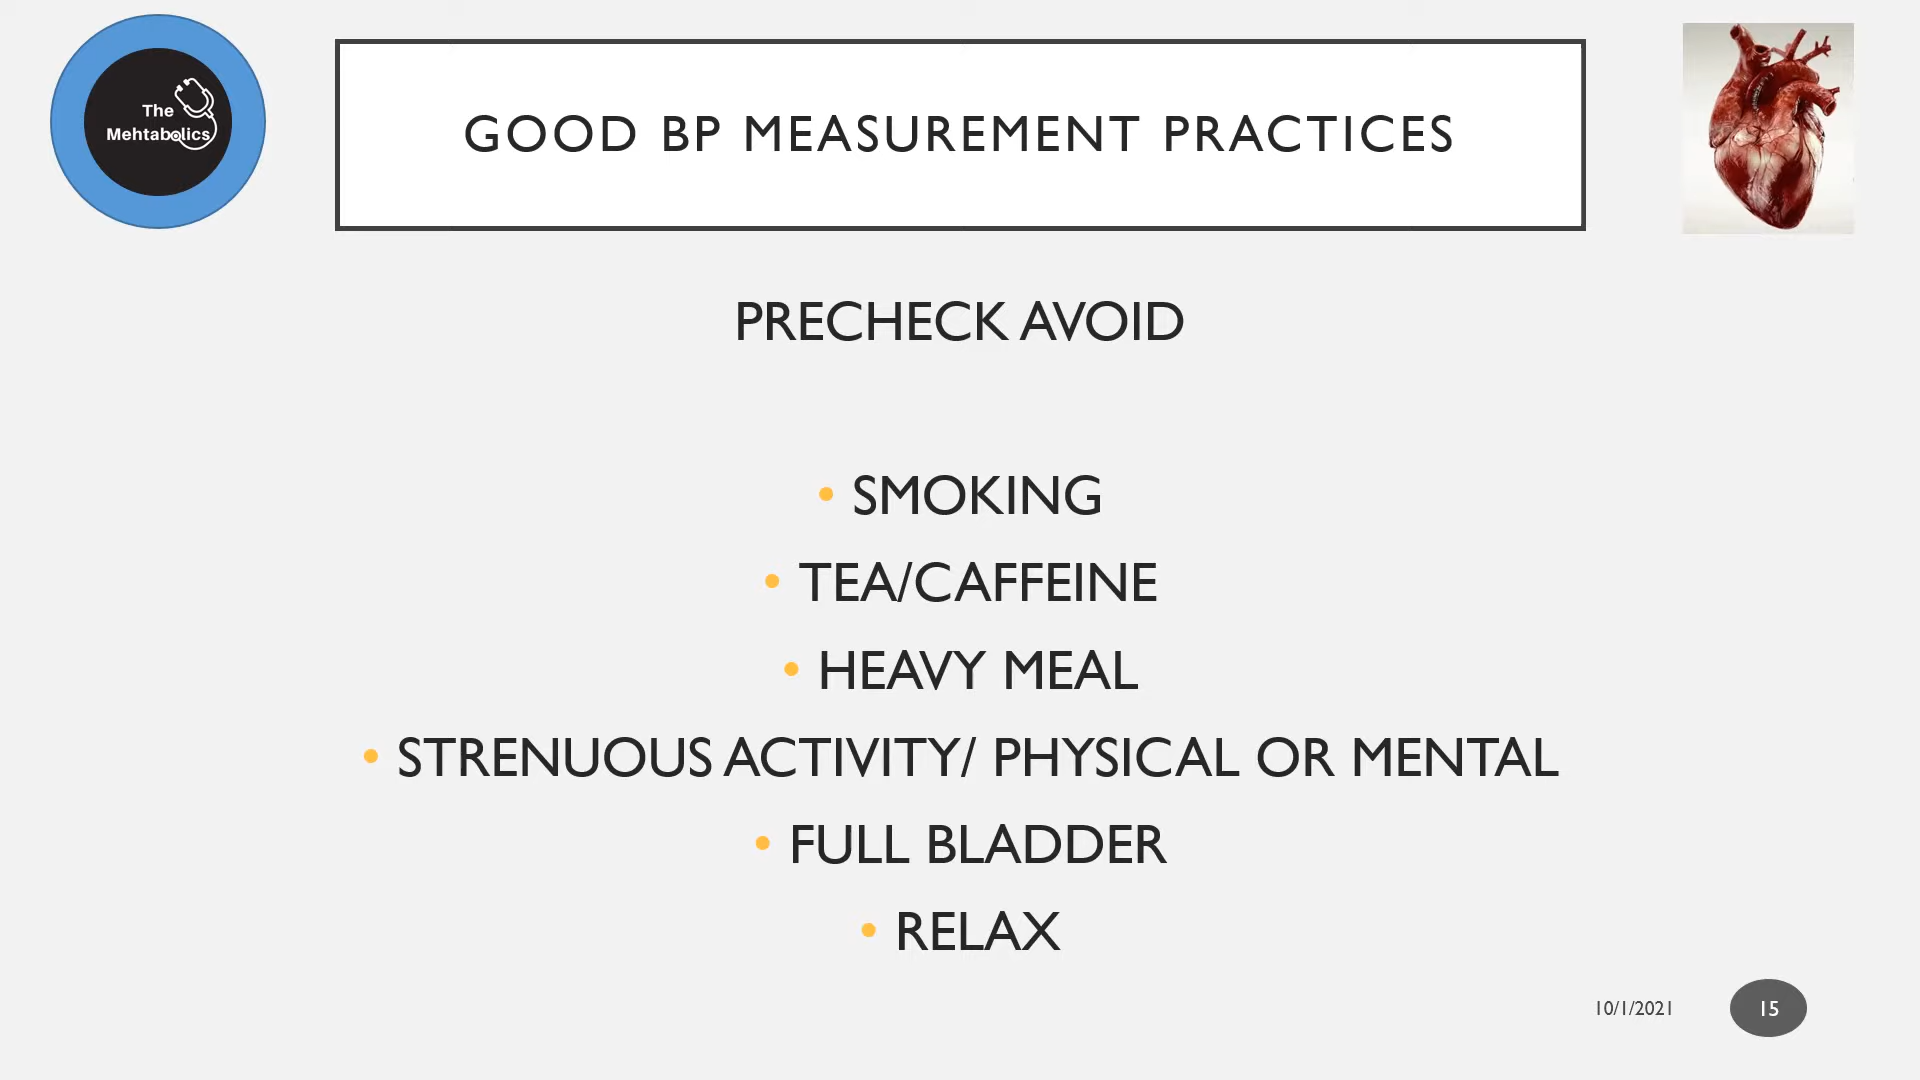 The
Mehtabolics
GOOD BP MEASUREMENT PRACTICES
PRECHECK AVOID
• SMOKING
• TEA/CAFFEINE
• HEAVY MEAL
• STRENUOUS ACTIVITY/ PHYSICAL OR MENTAL
• FULL BLADDER
• RELAX
10/1/2021
15